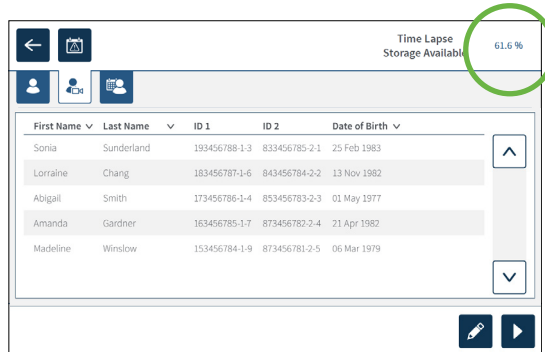 Time Lapse
Storage Available 61.6 %
First Name Last Name ID 1 ID 2 Date of Birth
Sonia Sunderland 193456788-1-3 833456785-2-1 25 Feb 1983
Lorraine Chang 183456787-1-6 843456784-2-2 13 Nov 1982
Abigail Smith 173456786-1-4 853456783-2-3 01 May 1977
Amanda Gardner 163456785-1-7 873456782-2-4 21 Apr 1982
Madeline Winslow 153456784-1-9 873456781-2-5 06 Mar 1979